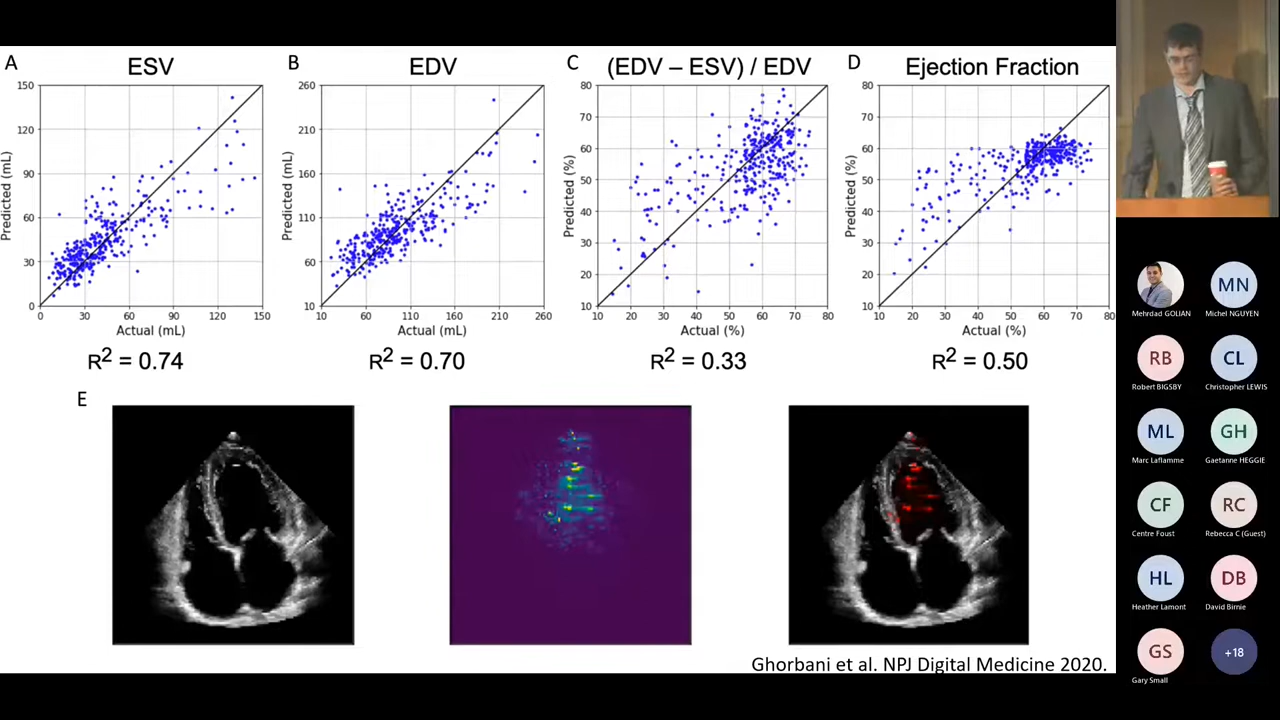 A
ESV
Predicted (mL)
150
120
90
60
30
0
0 30 60 90 120 150
Actual (mL)
R² = 0.74
B
EDV
Predicted (mL)
260
210
160
110
60
10
10 60 110 160 210 260
Actual (mL)
R² = 0.70
C
(EDV – ESV) / EDV
Predicted (%)
80
70
60
50
40
30
20
10
10 20 30 40 50 60 70 80
Actual (%)
R² = 0.33
D
Ejection Fraction
Predicted (%)
80
70
60
50
40
30
20
10
10 20 30 40 50 60 70 80
Actual (%)
R² = 0.50
E
Ghorbani et al. NPJ Digital Medicine 2020.
Mehrdad GOLIAN
MN
Michel NGUYEN
RB
Robert BIGSBY
CL
Christopher LEWIS
ML
Marc Laflamme
GH
Gaetanne HEGGIE
CF
Centre Foust
RC
Rebecca C (Guest)
HL
Heather Lamont
DB
David Birnie
GS
Gary Small
+18